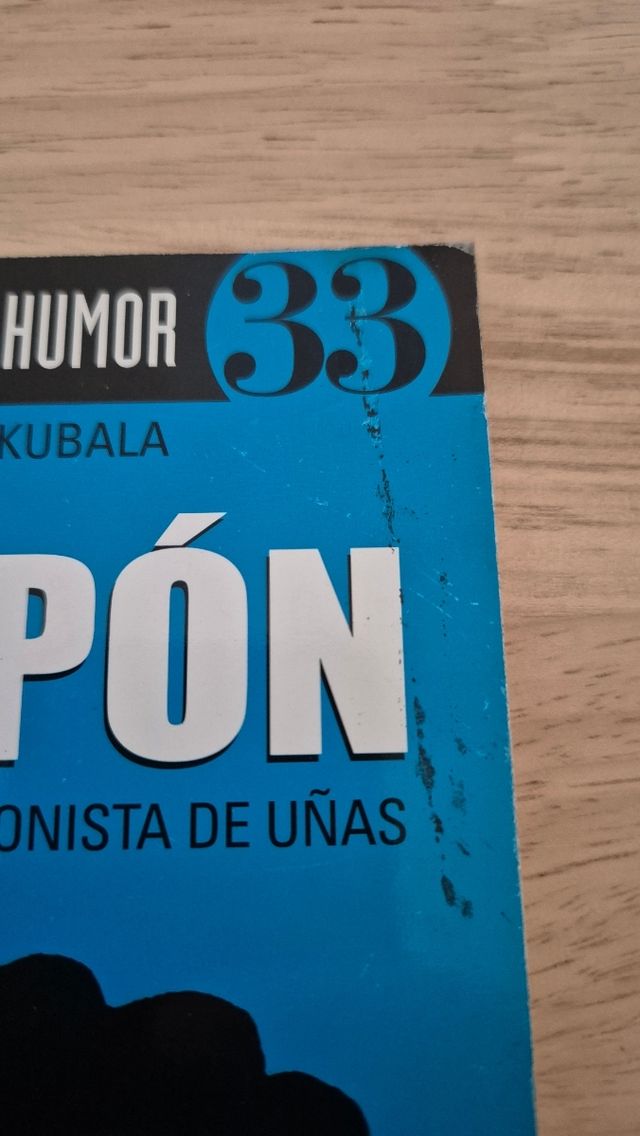 HUMOR 33
KUBALA
PÓN
ONISTA DE UÑAS